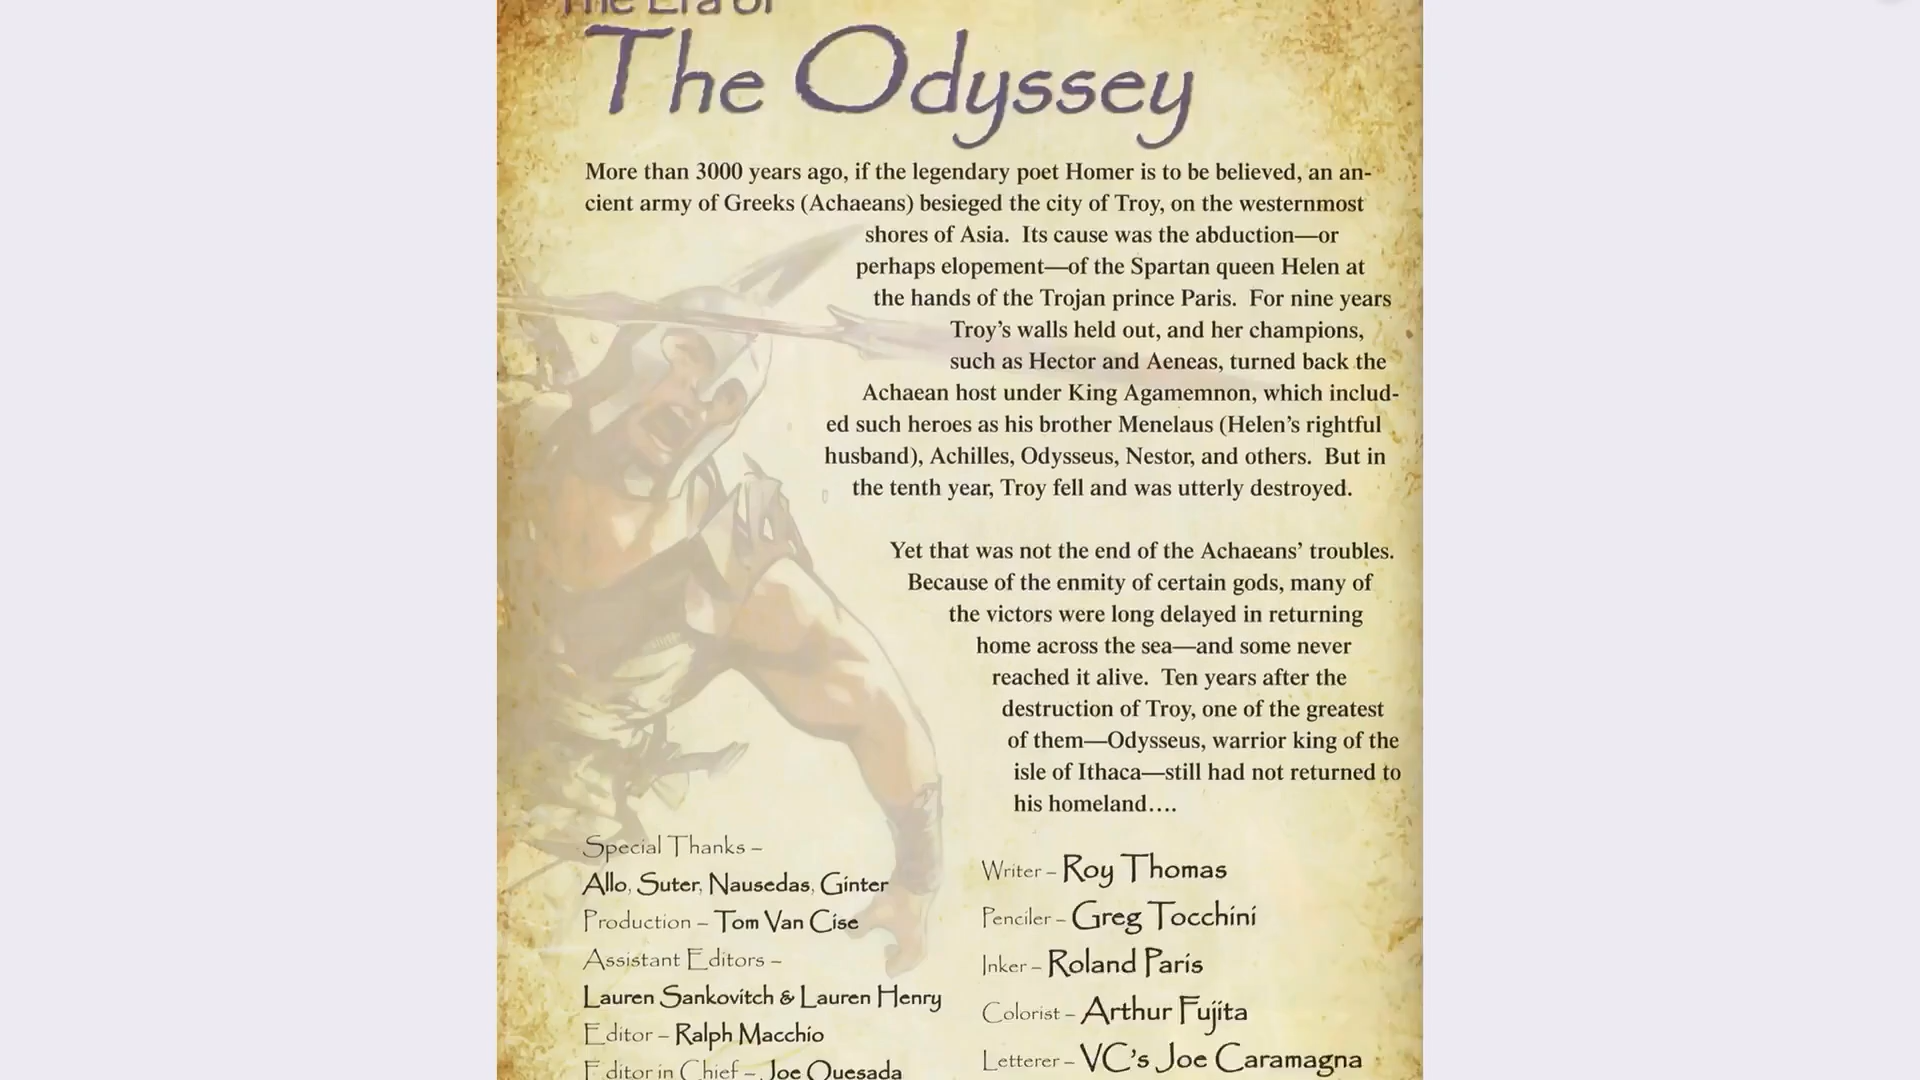 The Era of
The Odyssey
More than 3000 years ago, if the legendary poet Homer is to be believed, an an-
cient army of Greeks (Achaeans) besieged the city of Troy, on the westernmost
shores of Asia.  Its cause was the abduction—or
perhaps elopement—of the Spartan queen Helen at
the hands of the Trojan prince Paris.  For nine years
Troy’s walls held out, and her champions,
such as Hector and Aeneas, turned back the
Achaean host under King Agamemnon, which includ-
ed such heroes as his brother Menelaus (Helen’s rightful
husband), Achilles, Odysseus, Nestor, and others.  But in
the tenth year, Troy fell and was utterly destroyed.
Yet that was not the end of the Achaeans’ troubles.
Because of the enmity of certain gods, many of
the victors were long delayed in returning
home across the sea—and some never
reached it alive.  Ten years after the
destruction of Troy, one of the greatest
of them—Odysseus, warrior king of the
isle of Ithaca—still had not returned to
his homeland….
Special Thanks –
Allo, Suter, Nausedas, Ginter
Production – Tom Van Cise
Assistant Editors –
Lauren Sankovitch & Lauren Henry
Editor – Ralph Macchio
Editor in Chief – Joe Quesada
Writer – Roy Thomas
Penciler – Greg Tocchini
Inker – Roland Paris
Colorist – Arthur Fujita
Letterer – VC’s Joe Caramagna